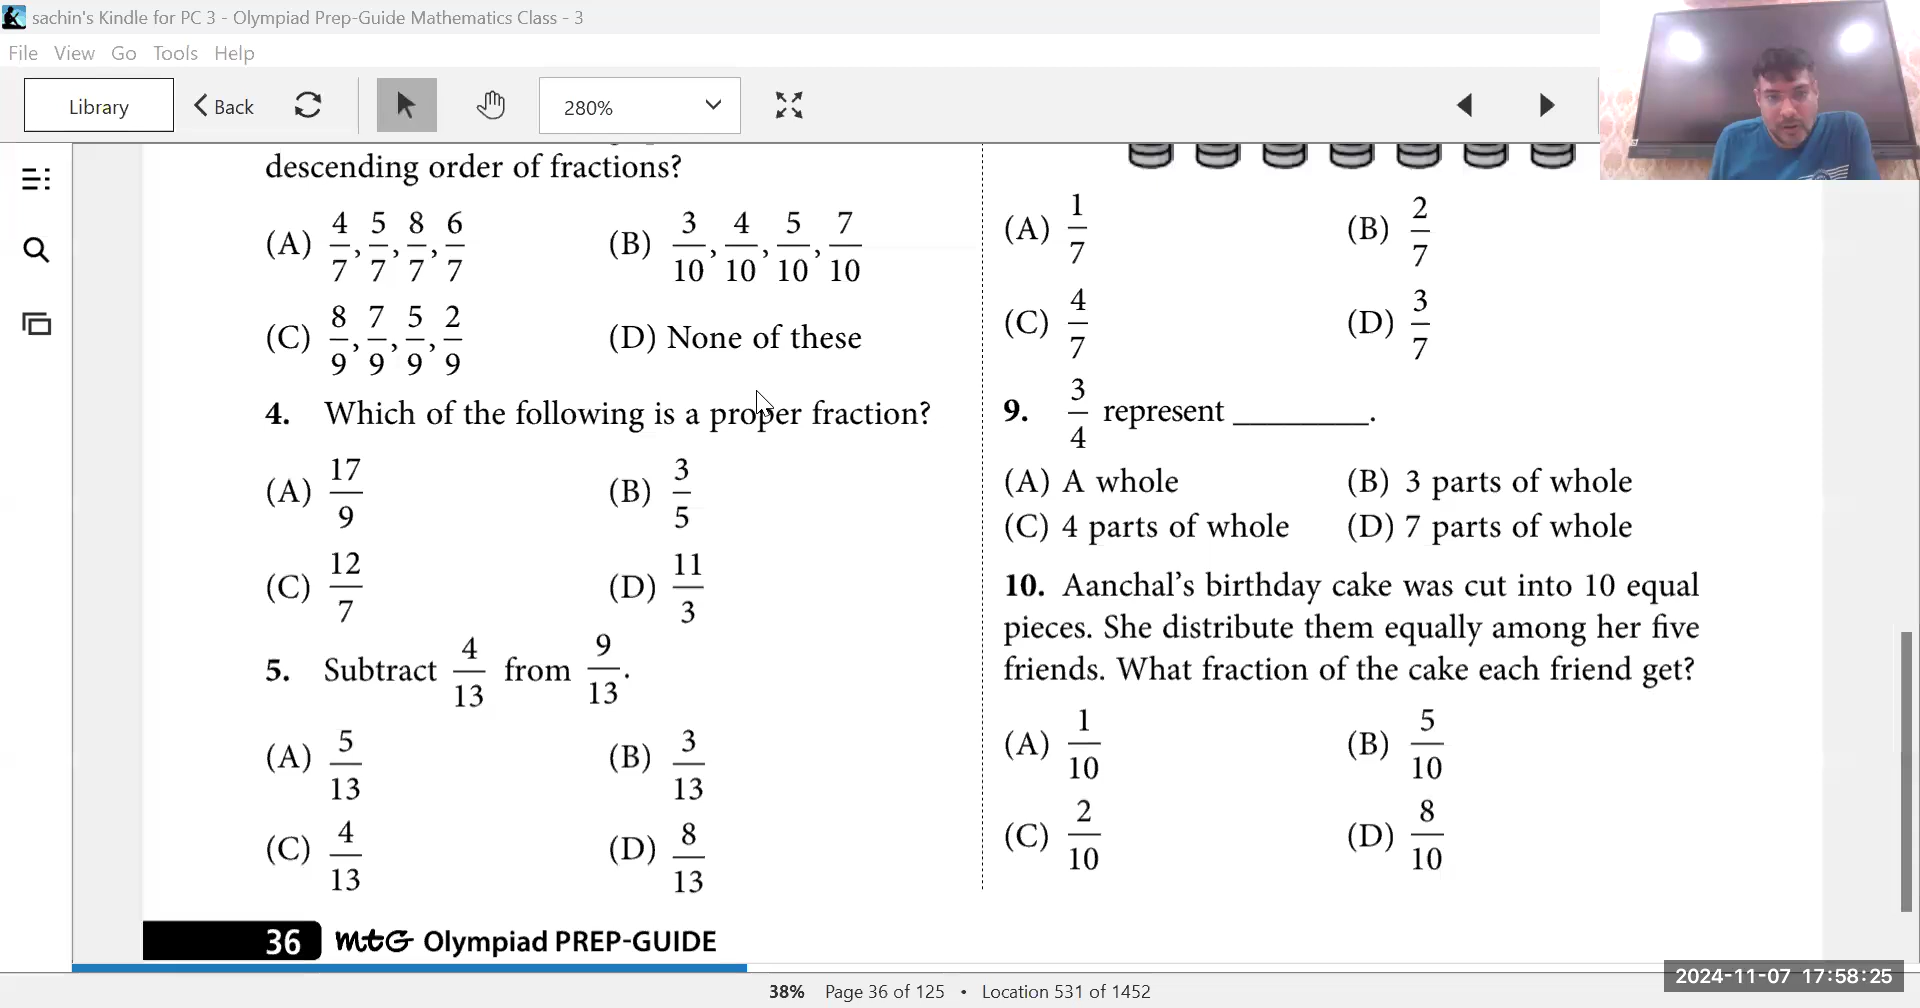 sachin's Kindle for PC 3 - Olympiad Prep-Guide Mathematics Class - 3
File View Go Tools Help
Library Back 280%
descending order of fractions?
(A) 4/7, 5/7, 8/7, 6/7 (B) 3/10, 4/10, 5/10, 7/10
(C) 8/9, 7/9, 5/9, 2/9 (D) None of these
4. Which of the following is a proper fraction?
(A) 17/9 (B) 3/5
(C) 12/7 (D) 11/3
5. Subtract 4/13 from 9/13.
(A) 5/13 (B) 3/13
(C) 4/13 (D) 8/13
(A) 1/7 (B) 2/7
(C) 4/7 (D) 3/7
9. 3/4 represent ________.
(A) A whole (B) 3 parts of whole
(C) 4 parts of whole (D) 7 parts of whole
10. Aanchal's birthday cake was cut into 10 equal
pieces. She distribute them equally among her five
friends. What fraction of the cake each friend get?
(A) 1/10 (B) 5/10
(C) 2/10 (D) 8/10
36 mtG Olympiad PREP-GUIDE
2024-11-07 17:58:25
38% Page 36 of 125 • Location 531 of 1452